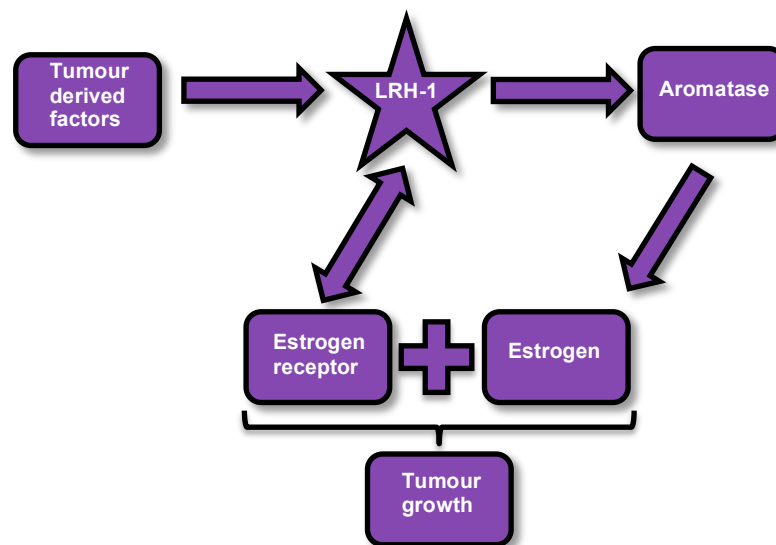 Tumour
derived
factors
LRH-1
Aromatase
Estrogen
receptor
Estrogen
Tumour
growth